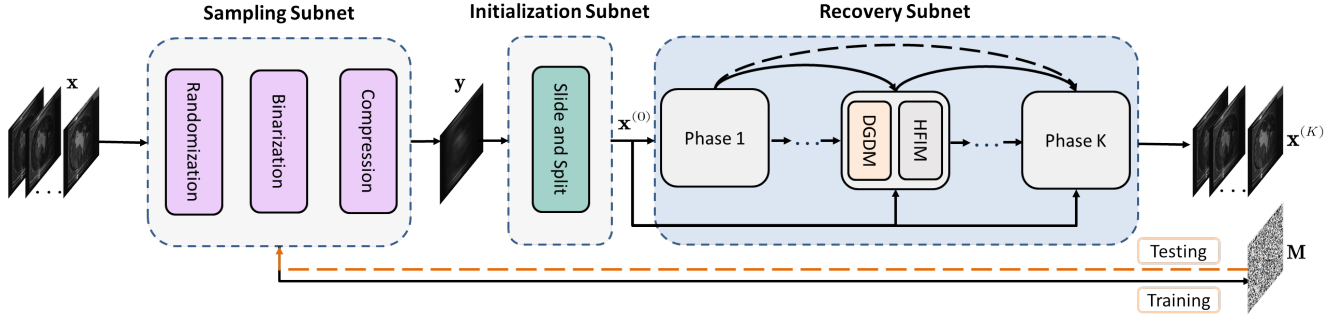 Sampling Subnet
Initialization Subnet
Recovery Subnet
x
Randomization
Binarization
Compression
y
Slide and Split
x^{(0)}
Phase 1
...
DGDM
HFIM
...
Phase K
x^{(K)}
...
...
Testing
M
Training